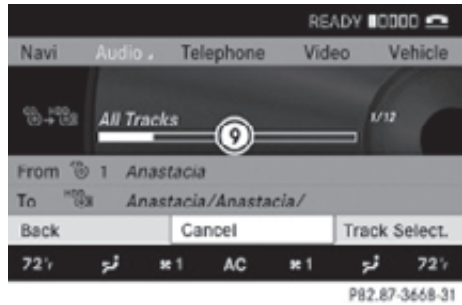 READY
Navi Audio Telephone Video Vehicle
All Tracks 1/12
9
From 1 Anastacia
To HDD Anastacia/Anastacia/
Back Cancel Track Select.
72°F 1 AC 1 72°F
P82.87-3668-31